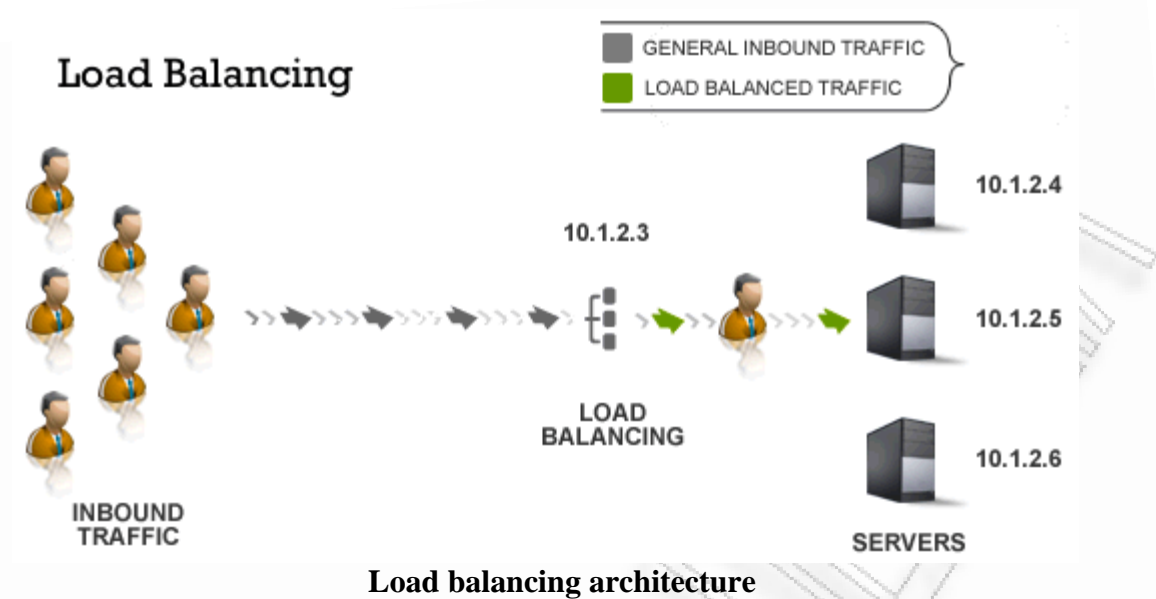 Load Balancing
GENERAL INBOUND TRAFFIC
LOAD BALANCED TRAFFIC
10.1.2.4
10.1.2.3
10.1.2.5
LOAD
BALANCING
10.1.2.6
INBOUND
TRAFFIC
SERVERS
Load balancing architecture